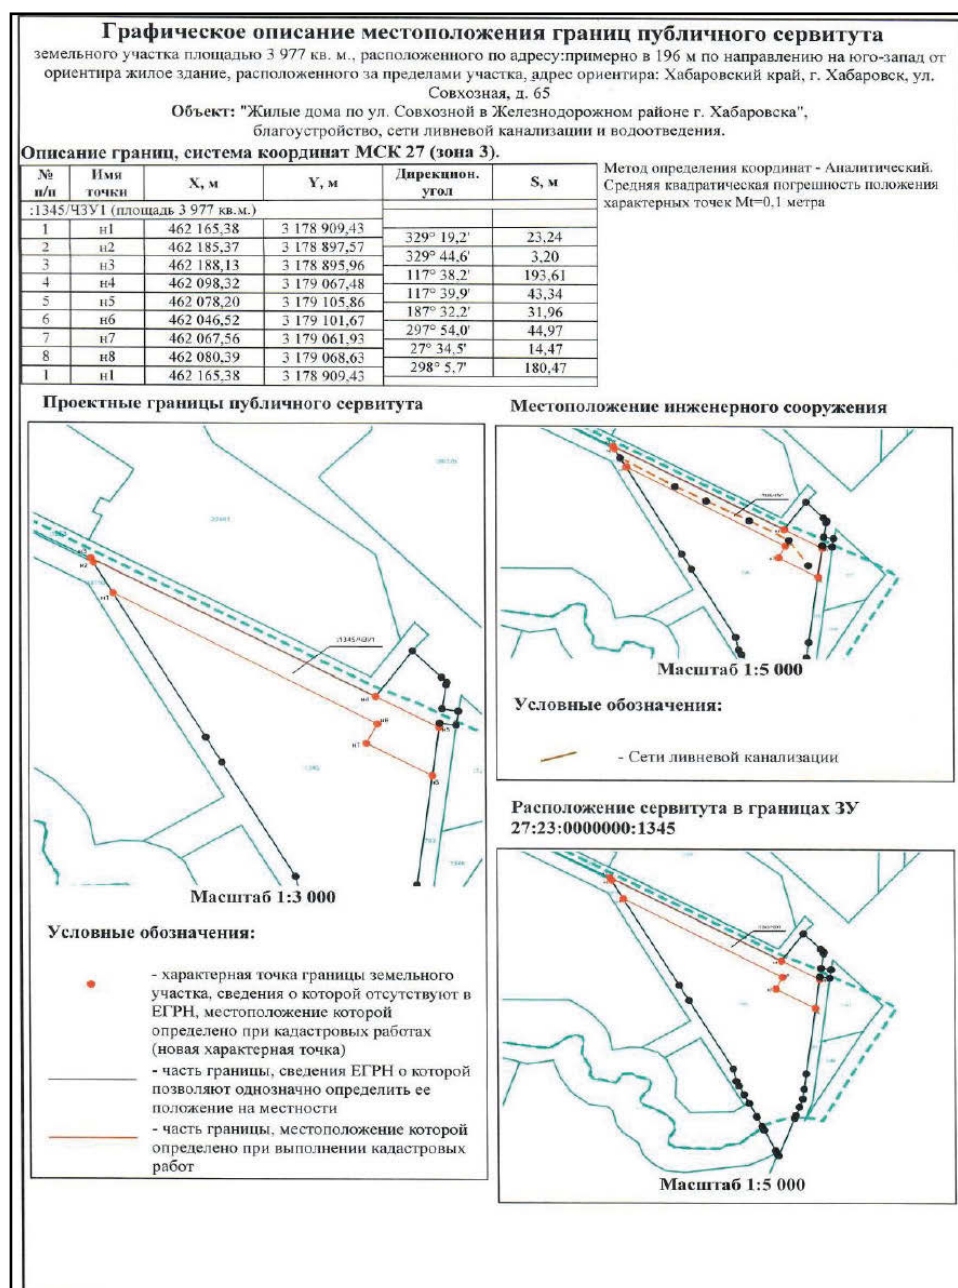 Графическое описание местоположения границ публичного сервитута
земельного участка площадью 3 977 кв. м., расположенного по адресу:примерно в 196 м по направлению на юго-запад от
ориентира жилое здание, расположенного за пределами участка, адрес ориентира: Хабаровский край, г. Хабаровск, ул.
Совхозная, д. 65
Объект: "Жилые дома по ул. Совхозной в Железнодорожном районе г. Хабаровска",
благоустройство, сети ливневой канализации и водоотведения.
Описание границ, система координат МСК 27 (зона 3).
№ п/п Имя точки X, м Y, м Дирекцион. угол S, м
:1345/ЧЗУ1 (площадь 3 977 кв.м.)
1 н1 462 165,38 3 178 909,43
329° 19,2' 23,24
2 н2 462 185,37 3 178 897,57
329° 44,6' 3,20
3 н3 462 188,13 3 178 895,96
117° 38,2' 193,61
4 н4 462 098,32 3 179 067,48
117° 39,9' 43,34
5 н5 462 078,20 3 179 105,86
187° 32,2' 31,96
6 н6 462 046,52 3 179 101,67
297° 54,0' 44,97
7 н7 462 067,56 3 179 061,93
27° 34,5' 14,47
8 н8 462 080,39 3 179 068,63
298° 5,7' 180,47
1 н1 462 165,38 3 178 909,43
Метод определения координат - Аналитический.
Средняя квадратическая погрешность положения
характерных точек Mt=0,1 метра
Проектные границы публичного сервитута
н3
н2
н1
:1345/ЧЗУ1
н4
н5
н7
Масштаб 1:3 000
Условные обозначения:
- характерная точка границы земельного
участка, сведения о которой отсутствуют в
ЕГРН, местоположение которой
определено при кадастровых работах
(новая характерная точка)
- часть границы, сведения ЕГРН о которой
позволяют однозначно определить ее
положение на местности
- часть границы, местоположение которой
определено при выполнении кадастровых
работ
Местоположение инженерного сооружения
Масштаб 1:5 000
Условные обозначения:
- Сети ливневой канализации
Расположение сервитута в границах ЗУ
27:23:0000000:1345
Масштаб 1:5 000